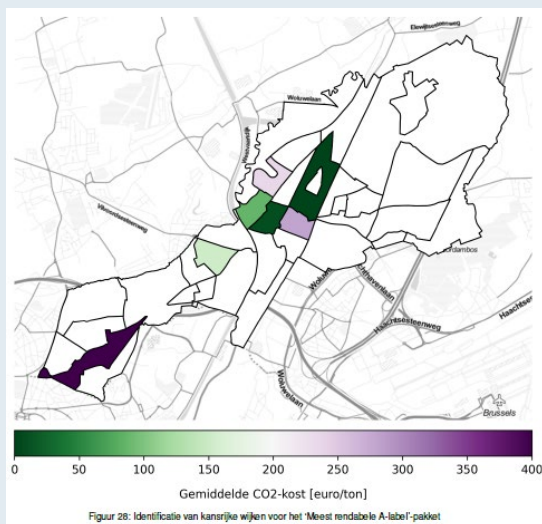 Elewijtsesteenweg
Woluwelaan
Vilvoordsesteenweg
Woluwelaan
Haachtsesteenweg
Haachtsesteenweg
Woluwelaan
Brussels
0
50
100
150
200
250
300
350
400
Gemiddelde CO2-kost [euro/ton]
Figuur 28: Identificatie van kansrijke wijken voor het 'Meest rendabele A-label'-pakket